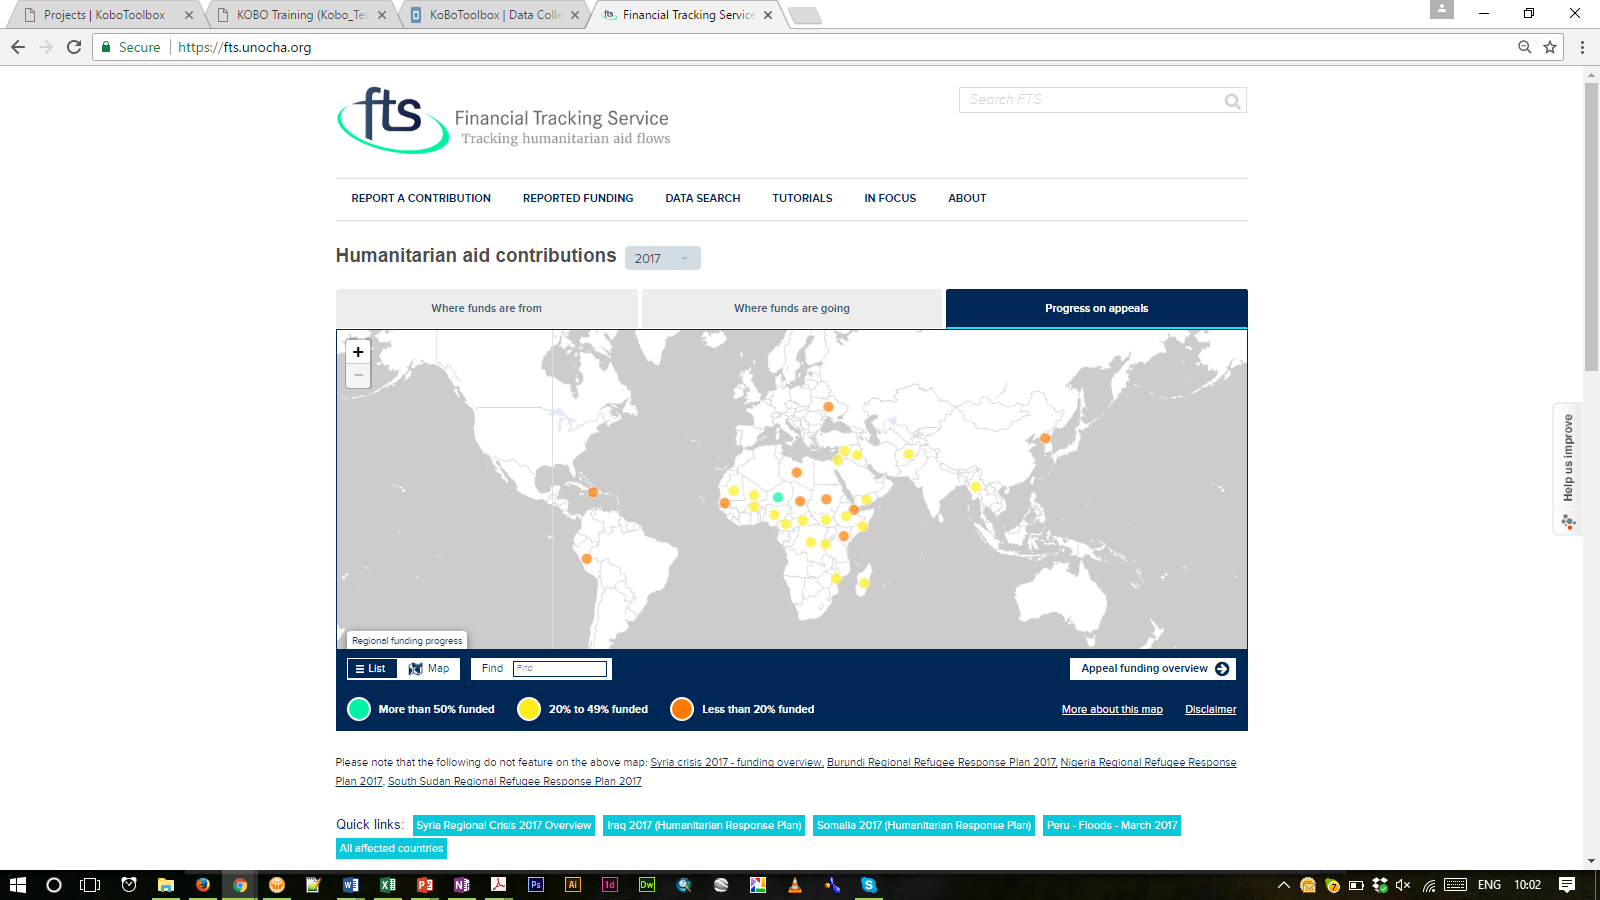 Projects | KoboToolbox
KOBO Training (Kobo_Tes
KoBoToolbox | Data Colle
Financial Tracking Service
Secure
https://fts.unocha.org
fts
Financial Tracking Service
Tracking humanitarian aid flows
Search FTS
REPORT A CONTRIBUTION
REPORTED FUNDING
DATA SEARCH
TUTORIALS
IN FOCUS
ABOUT
Humanitarian aid contributions
2017
Where funds are from
Where funds are going
Progress on appeals
+
−
Help us improve
Regional funding progress
List
Map
Find
Find
Appeal funding overview
More than 50% funded
20% to 49% funded
Less than 20% funded
More about this map
Disclaimer
Please note that the following do not feature on the above map: Syria crisis 2017 - funding overview, Burundi Regional Refugee Response Plan 2017, Nigeria Regional Refugee Response
Plan 2017, South Sudan Regional Refugee Response Plan 2017
Quick links:
Syria Regional Crisis 2017 Overview
Iraq 2017 (Humanitarian Response Plan)
Somalia 2017 (Humanitarian Response Plan)
Peru - Floods - March 2017
All affected countries
Ps
Ai
Id
Dw
7
ENG
10:02